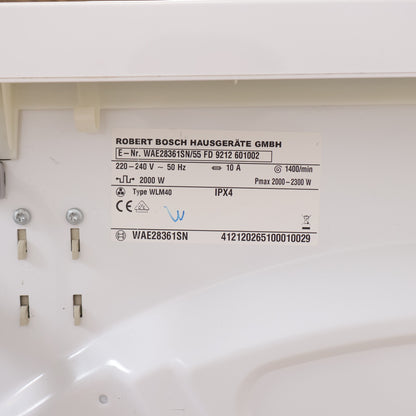 ROBERT BOSCH HAUSGERÄTE GMBH
E-Nr. WAE28361SN/55 FD 9212 601002
220-240 V ~ 50 Hz 10 A 1400/min
2000 W Pmax 2000-2300 W
Type WLM40 IPX4
CE
WAE28361SN 412120265100010029